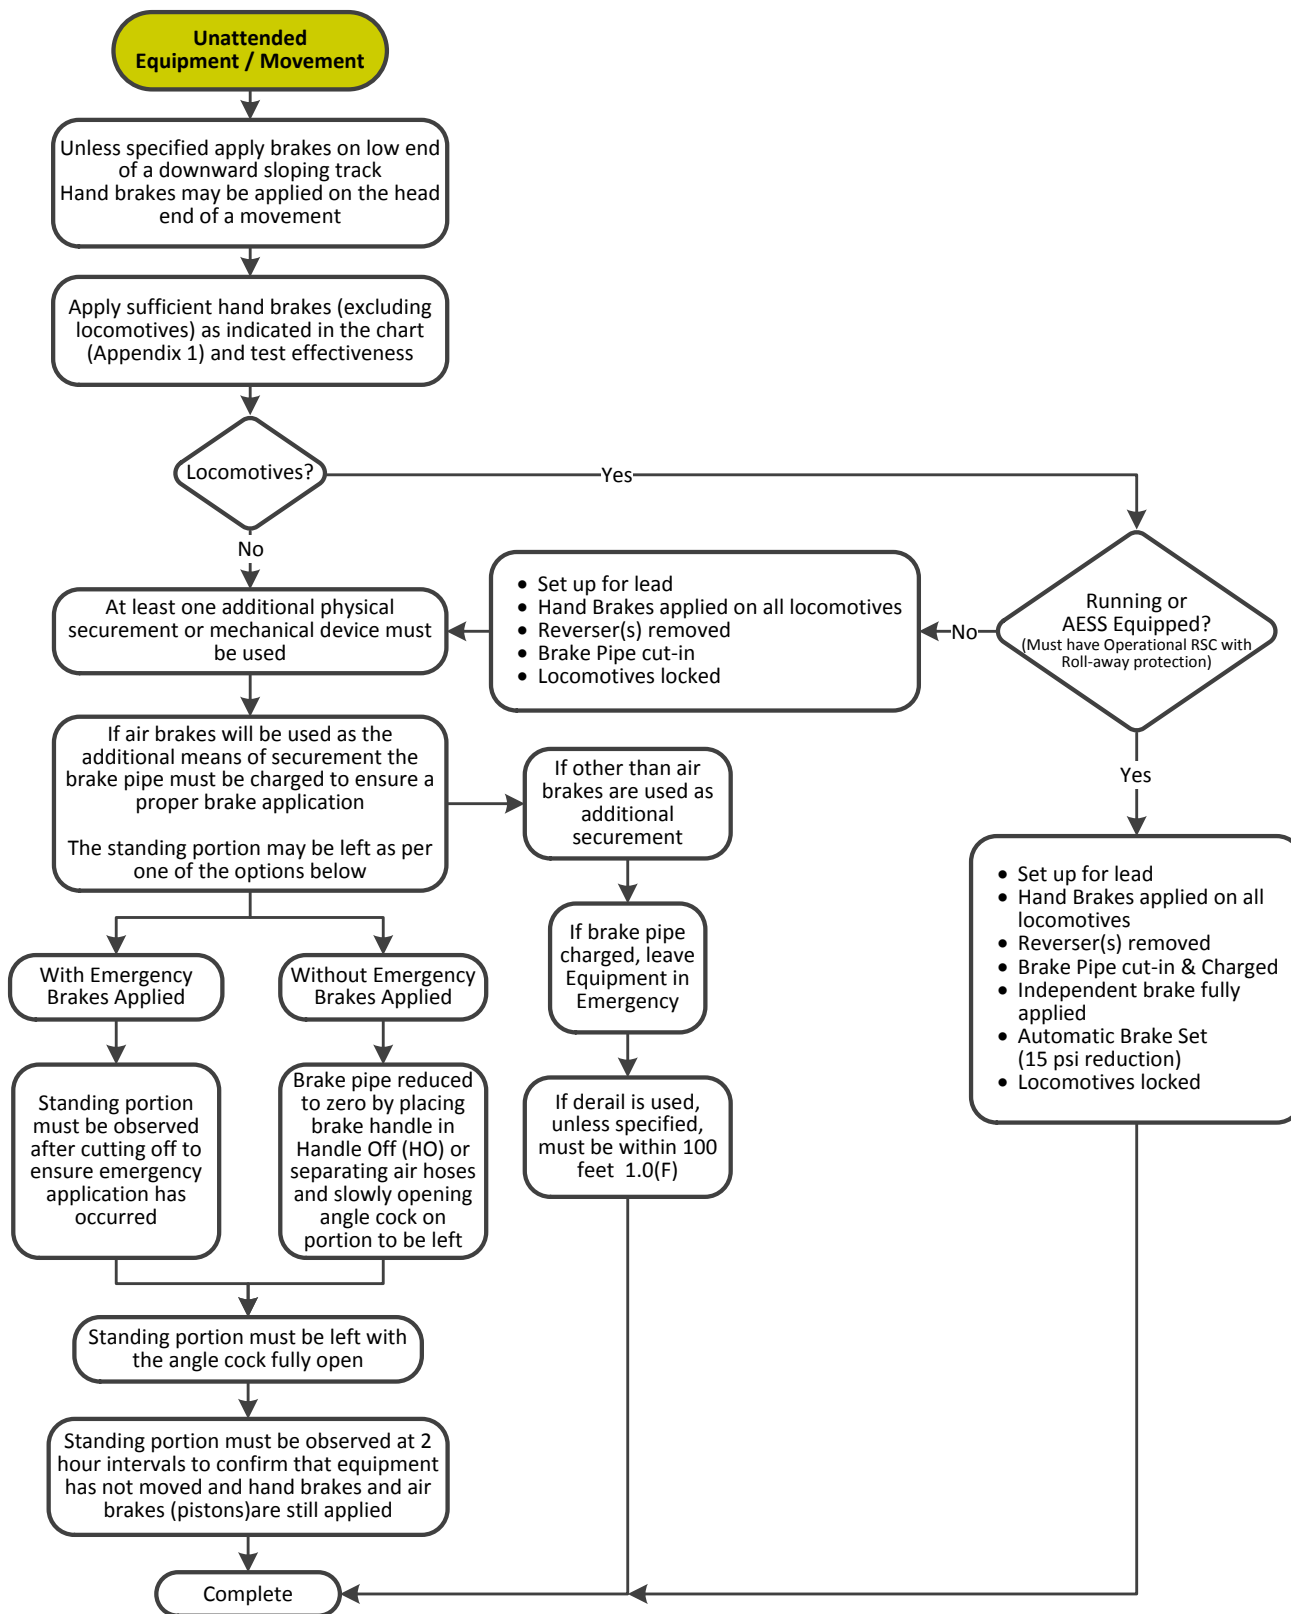 Unattended
Equipment / Movement
Unless specified apply brakes on low end
of a downward sloping track
Hand brakes may be applied on the head
end of a movement
Apply sufficient hand brakes (excluding
locomotives) as indicated in the chart
(Appendix 1) and test effectiveness
Locomotives?
Yes
No
Running or
AESS Equipped?
(Must have Operational RSC with
Roll-away protection)
No
• Set up for lead
• Hand Brakes applied on all locomotives
• Reverser(s) removed
• Brake Pipe cut-in
• Locomotives locked
At least one additional physical
securement or mechanical device must
be used
If air brakes will be used as the
additional means of securement the
brake pipe must be charged to ensure a
proper brake application
The standing portion may be left as per
one of the options below
If other than air
brakes are used as
additional
securement
Yes
• Set up for lead
• Hand Brakes applied on all
locomotives
• Reverser(s) removed
• Brake Pipe cut-in & Charged
• Independent brake fully
applied
• Automatic Brake Set
(15 psi reduction)
• Locomotives locked
If brake pipe
charged, leave
Equipment in
Emergency
With Emergency
Brakes Applied
Without Emergency
Brakes Applied
Standing portion
must be observed
after cutting off to
ensure emergency
application has
occurred
Brake pipe reduced
to zero by placing
brake handle in
Handle Off (HO) or
separating air hoses
and slowly opening
angle cock on
portion to be left
If derail is used,
unless specified,
must be within 100
feet 1.0(F)
Standing portion must be left with
the angle cock fully open
Standing portion must be observed at 2
hour intervals to confirm that equipment
has not moved and hand brakes and air
brakes (pistons)are still applied
Complete